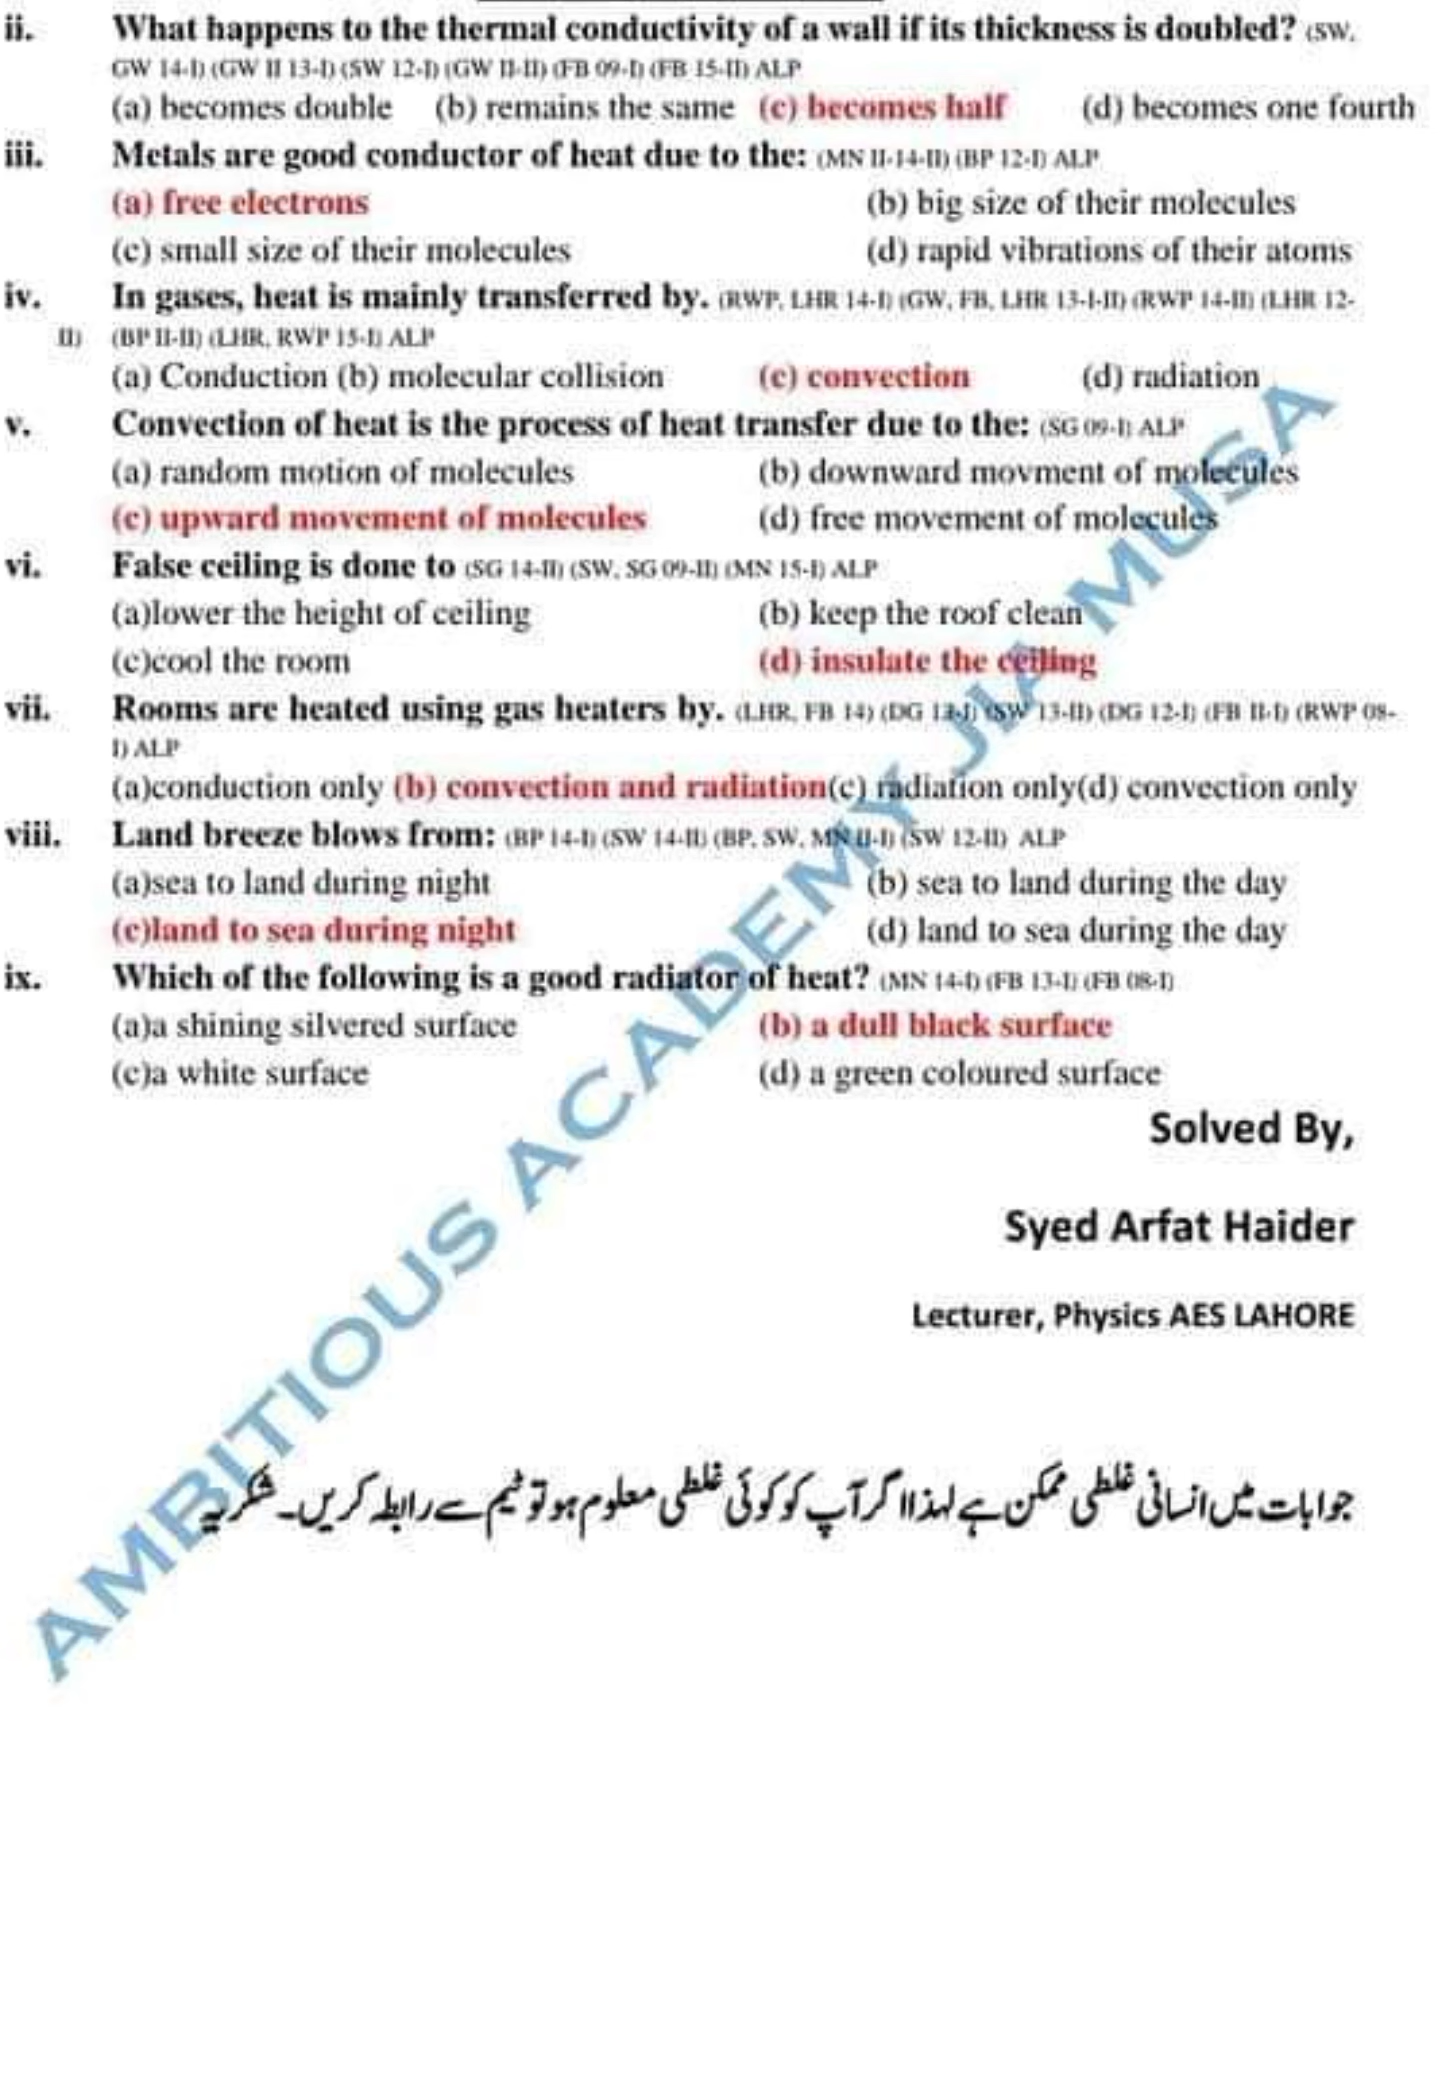 ii. What happens to the thermal conductivity of a wall if its thickness is doubled? (SW,
GW 14-I) (GW II 13-I) (SW 12-I) (GW II-II) (FB 09-I) (FB 15-II) ALP
(a) becomes double (b) remains the same (c) becomes half (d) becomes one fourth
iii. Metals are good conductor of heat due to the: (MN II-14-II) (BP 12-I) ALP
(a) free electrons (b) big size of their molecules
(c) small size of their molecules (d) rapid vibrations of their atoms
iv. In gases, heat is mainly transferred by. (RWP, LHR 14-I) (GW, FB, LHR 13-I-II) (RWP 14-II) (LHR 12-
II) (BP II-II) (LHR, RWP 15-I) ALP
(a) Conduction (b) molecular collision (c) convection (d) radiation
v. Convection of heat is the process of heat transfer due to the: (SG 09-I) ALP
(a) random motion of molecules (b) downward movment of molecules
(c) upward movement of molecules (d) free movement of molecules
vi. False ceiling is done to (SG 14-II) (SW, SG 09-II) (MN 15-I) ALP
(a)lower the height of ceiling (b) keep the roof clean
(c)cool the room (d) insulate the ceiling
vii. Rooms are heated using gas heaters by. (LHR, FB 14) (DG 13-I) (SW 13-II) (DG 12-I) (FB II-I) (RWP 08-
I) ALP
(a)conduction only (b) convection and radiation(c) radiation only(d) convection only
viii. Land breeze blows from: (BP 14-I) (SW 14-II) (BP, SW, MN II-I) (SW 12-II) ALP
(a)sea to land during night (b) sea to land during the day
(c)land to sea during night (d) land to sea during the day
ix. Which of the following is a good radiator of heat? (MN 14-I) (FB 13-I) (FB 08-I)
(a)a shining silvered surface (b) a dull black surface
(c)a white surface (d) a green coloured surface
Solved By,
Syed Arfat Haider
Lecturer, Physics AES LAHORE
جوابات میں انسانی غلطی ممکن ہے لہذا اگر آپ کو کوئی غلطی معلوم ہو تو ٹیم سے رابطہ کریں۔ شکریہ
AMBITIOUS ACADEMY JIA MUSA